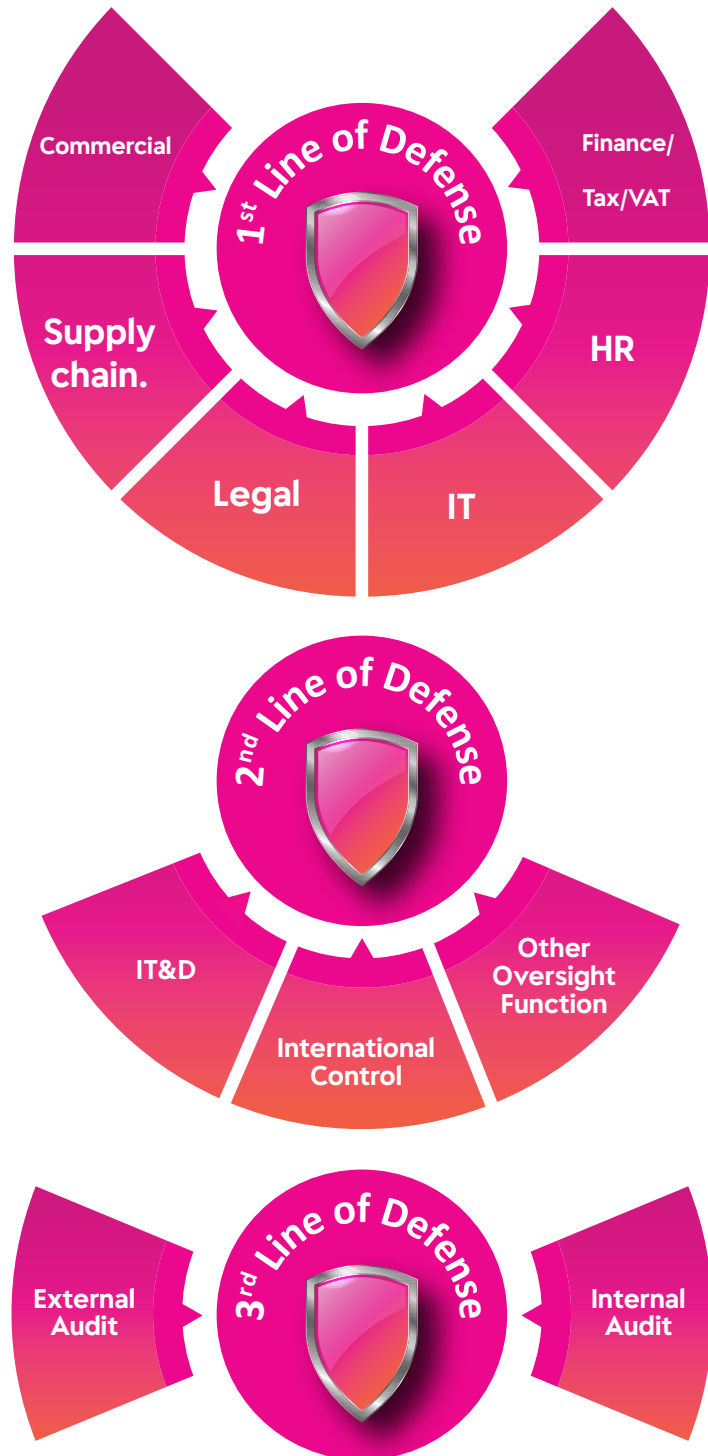 1st Line of Defense
Commercial
Finance/
Tax/VAT
Supply
chain.
HR
Legal
IT
2nd Line of Defense
IT&D
International
Control
Other
Oversight
Function
3rd Line of Defense
External
Audit
Internal
Audit